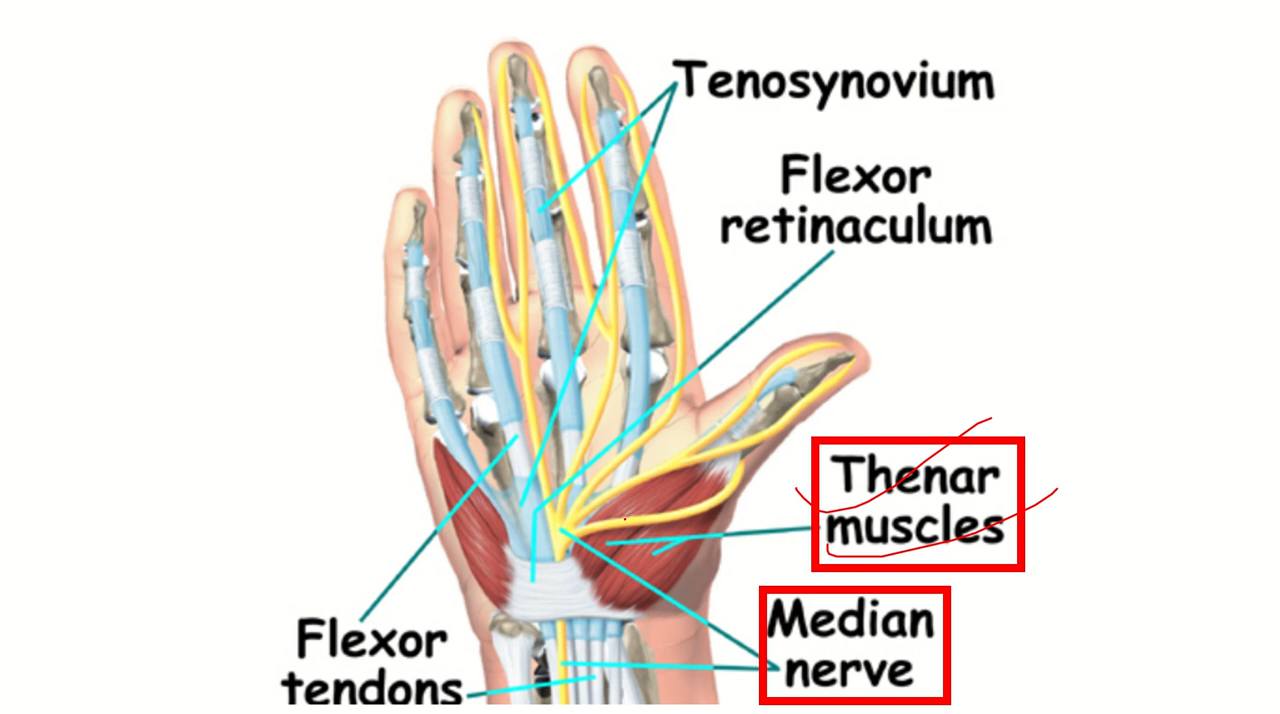 Tenosynovium
Flexor
retinaculum
Thenar
muscles
Median
nerve
Flexor
tendons